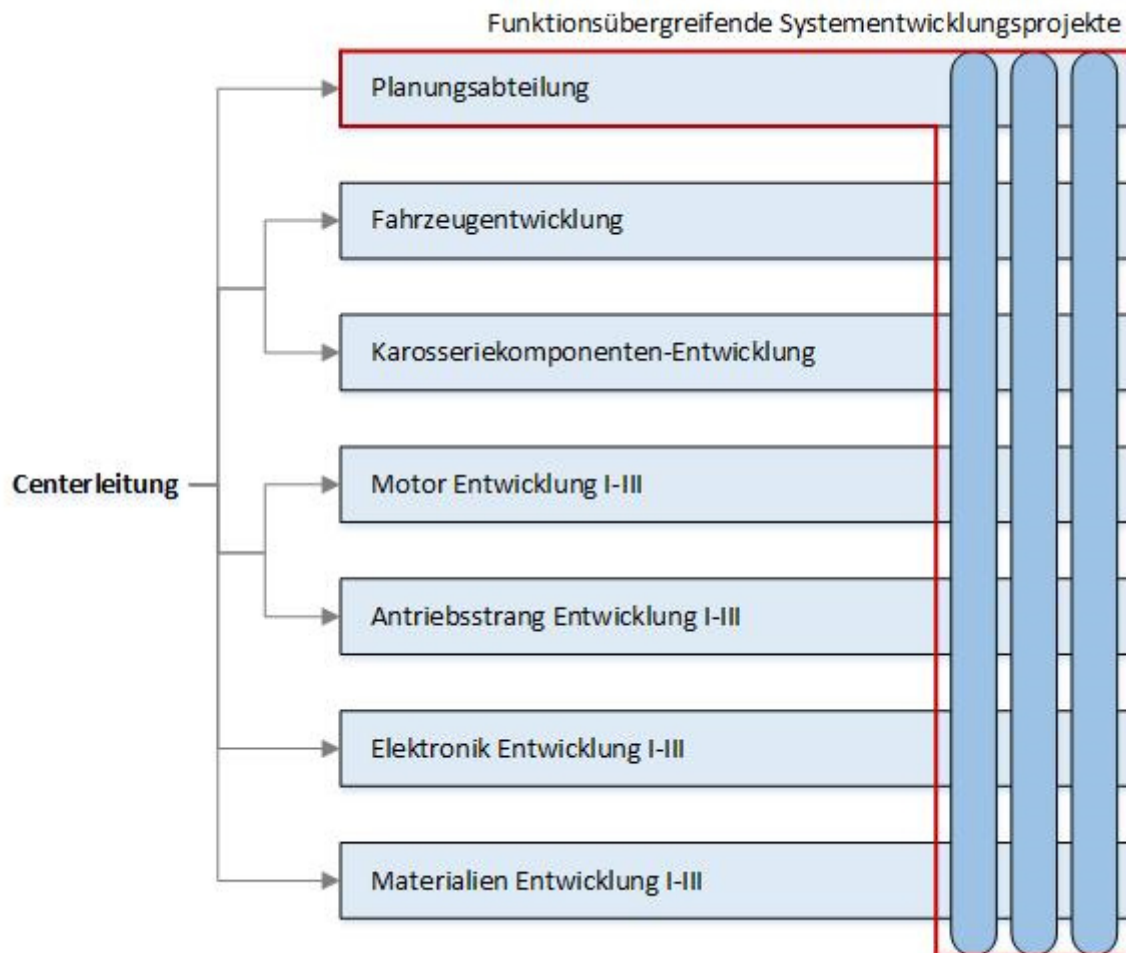 Funktionsübergreifende Systementwicklungsprojekte
Planungsabteilung
Fahrzeugentwicklung
Karosseriekomponenten-Entwicklung
Centerleitung
Motor Entwicklung I-III
Antriebsstrang Entwicklung I-III
Elektronik Entwicklung I-III
Materialien Entwicklung I-III